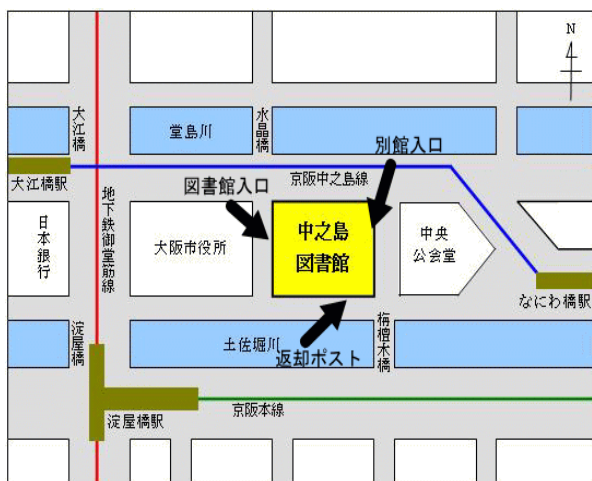 N
大江橋
堂島川
水晶橋
別館入口
大江橋駅
京阪中之島線
図書館入口
地下鉄御堂筋線
日本銀行
大阪市役所
中之島
図書館
中央
公会堂
なにわ橋駅
淀屋橋
土佐堀川
栴檀木橋
返却ポスト
京阪本線
淀屋橋駅